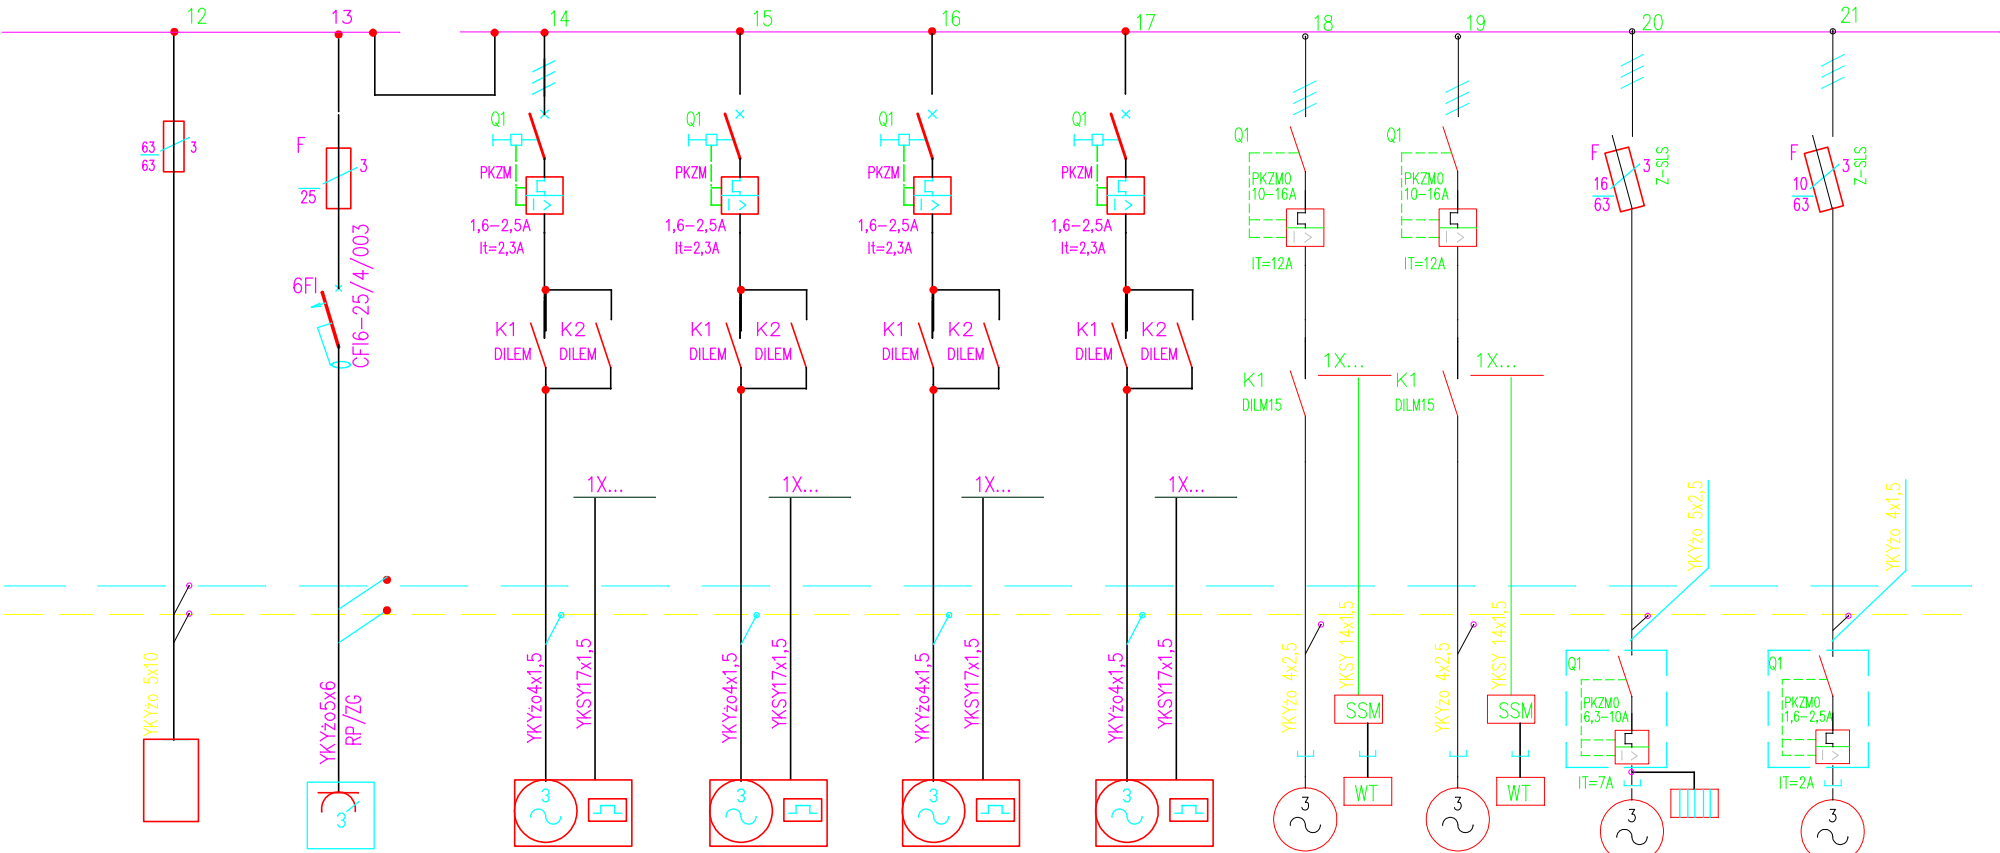 12
13
14
15
16
17
18
19
20
21
63
63
3
F
3
25
6FI
CFI6-25/4/003
Q1
PKZM
1,6-2,5A
It=2,3A
K1
DILEM
K2
DILEM
1X...
Q1
PKZM
1,6-2,5A
It=2,3A
K1
DILEM
K2
DILEM
1X...
Q1
PKZM
1,6-2,5A
It=2,3A
K1
DILEM
K2
DILEM
1X...
Q1
PKZM
1,6-2,5A
It=2,3A
K1
DILEM
K2
DILEM
1X...
Q1
PKZM0
10-16A
IT=12A
1X...
K1
DILM15
Q1
PKZM0
10-16A
IT=12A
1X...
K1
DILM15
F
3
16
63
Z-SLS
F
3
10
63
Z-SLS
YKYżo 5x10
YKYżo5x6
RP/ZG
3
YKYżo4x1,5
YKSY17x1,5
3
YKYżo4x1,5
YKSY17x1,5
3
YKYżo4x1,5
YKSY17x1,5
3
YKYżo4x1,5
YKSY17x1,5
3
YKYżo 4x2,5
YKSY 14x1,5
SSM
WT
3
YKYżo 4x2,5
YKSY 14x1,5
SSM
WT
3
YKYżo 5x2,5
Q1
PKZM0
6,3-10A
IT=7A
3
YKYżo 4x1,5
Q1
PKZM0
1,6-2,5A
IT=2A
3